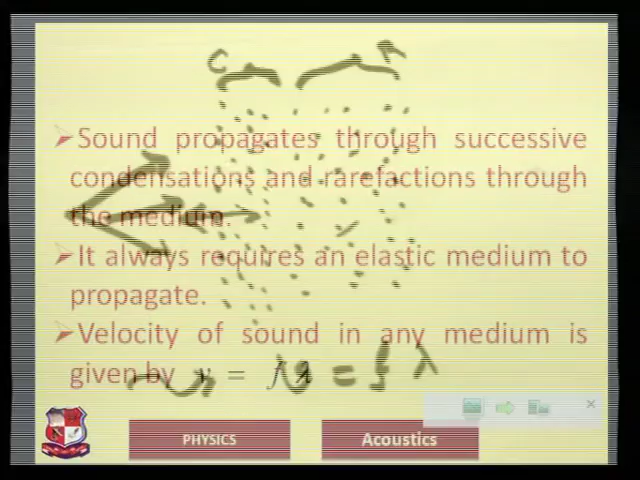 C R
➢Sound propagates through successive
condensations and rarefactions through
the medium.
➢It always requires an elastic medium to
propagate.
➢Velocity of sound in any medium is
given by v = fλ = f λ
PHYSICS
Acoustics